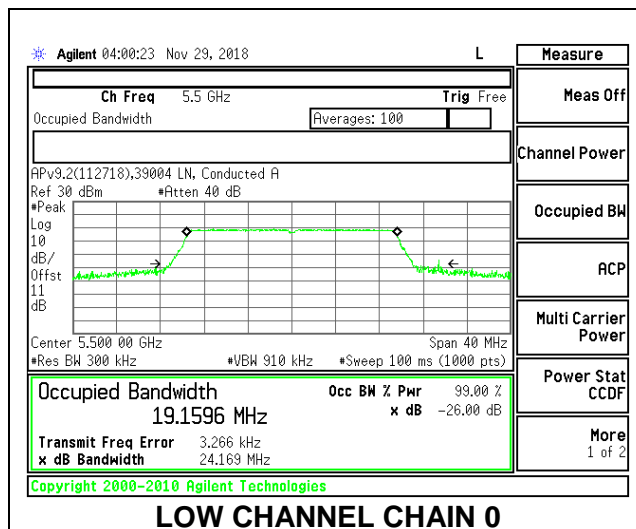 Agilent 04:00:23 Nov 29, 2018 L
Measure
Ch Freq 5.5 GHz Trig Free
Meas Off
Occupied Bandwidth Averages: 100
Channel Power
APv9.2(112718),39004 LN, Conducted A
Ref 30 dBm #Atten 40 dB
#Peak
Log
10
dB/
Offst
11
dB
Occupied BW
ACP
Center 5.500 00 GHz Span 40 MHz
#Res BW 300 kHz #VBW 910 kHz #Sweep 100 ms (1000 pts)
Multi Carrier
Power
Occupied Bandwidth Occ BW % Pwr 99.00 %
19.1596 MHz x dB -26.00 dB
Power Stat
CCDF
Transmit Freq Error 3.266 kHz
x dB Bandwidth 24.169 MHz
More
1 of 2
Copyright 2000-2010 Agilent Technologies
LOW CHANNEL CHAIN 0